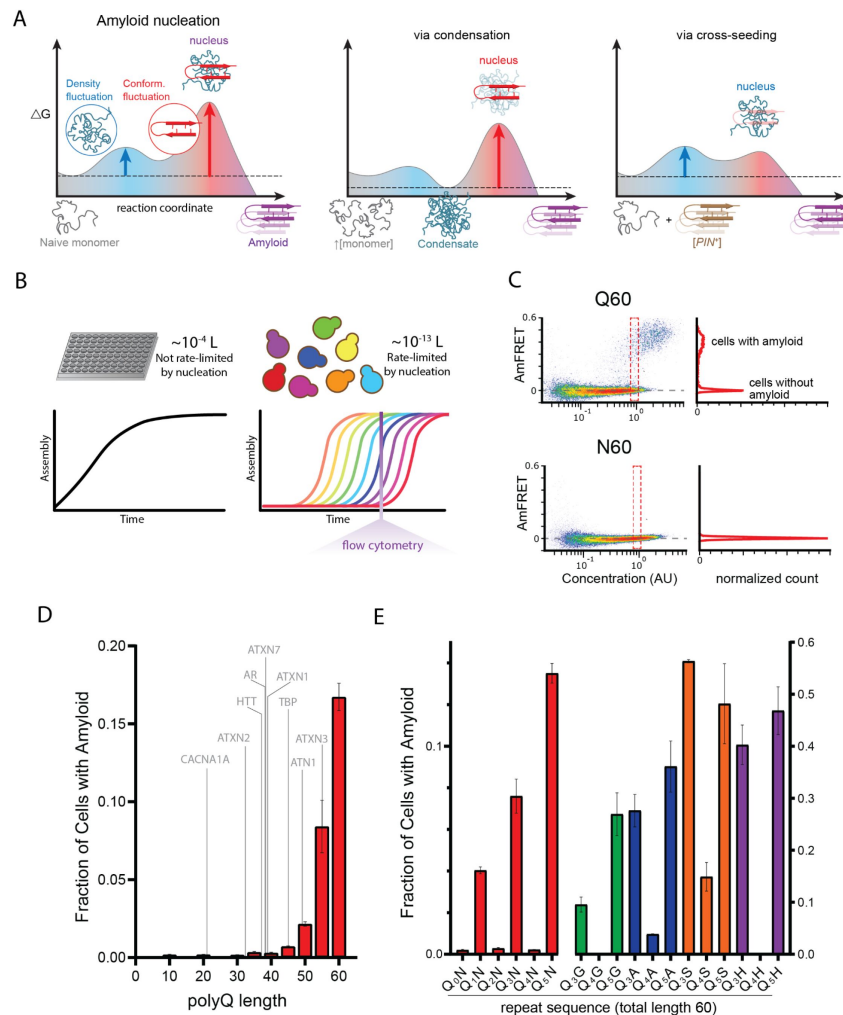 A
Amyloid nucleation
via condensation
via cross-seeding
nucleus
nucleus
nucleus
Density
fluctuation
Conform.
fluctuation
ΔG
reaction coordinate
Naive monomer
Amyloid
↑[monomer]
Condensate
+
[PIN⁺]
B
~10⁻⁴ L
Not rate-limited
by nucleation
~10⁻¹³ L
Rate-limited
by nucleation
Assembly
Time
Assembly
Time
flow cytometry
C
Q60
0.6
AmFRET
0
10⁻¹
10⁰
cells with amyloid
cells without
amyloid
0
N60
0.6
AmFRET
0
10⁻¹
10⁰
Concentration (AU)
0
normalized count
D
Fraction of Cells with Amyloid
0.20
0.15
0.10
0.05
0.00
ATXN7
AR
ATXN1
HTT
TBP
ATXN2
ATXN3
CACNA1A
ATN1
0 10 20 30 40 50 60
polyQ length
E
Fraction of Cells with Amyloid
0.1
0.0
0.6
0.5
0.4
0.3
0.2
0.1
0.0
Q₀N Q₁N Q₂N Q₃N Q₄N Q₅N Q₃G Q₄G Q₅G Q₃A Q₄A Q₅A Q₃S Q₄S Q₅S Q₃H Q₄H Q₅H
repeat sequence (total length 60)